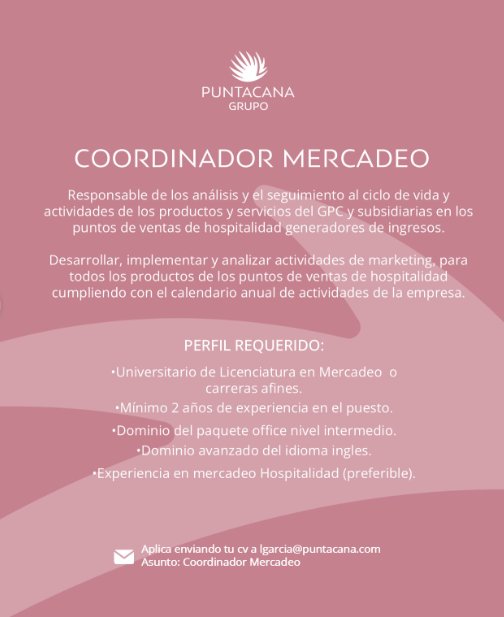 PUNTACANA
GRUPO
COORDINADOR MERCADEO
Responsable de los análisis y el seguimiento al ciclo de vida y
actividades de los productos y servicios del GPC y subsidiarias en los
puntos de ventas de hospitalidad generadores de ingresos.
Desarrollar, implementar y analizar actividades de marketing, para
todos los productos de los puntos de ventas de hospitalidad
cumpliendo con el calendario anual de actividades de la empresa.
PERFIL REQUERIDO:
•Universitario de Licenciatura en Mercadeo o
carreras afines.
•Mínimo 2 años de experiencia en el puesto.
•Dominio del paquete office nivel intermedio.
•Dominio avanzado del idioma ingles.
•Experiencia en mercadeo Hospitalidad (preferible).
Aplica enviando tu cv a lgarcia@puntacana.com
Asunto: Coordinador Mercadeo